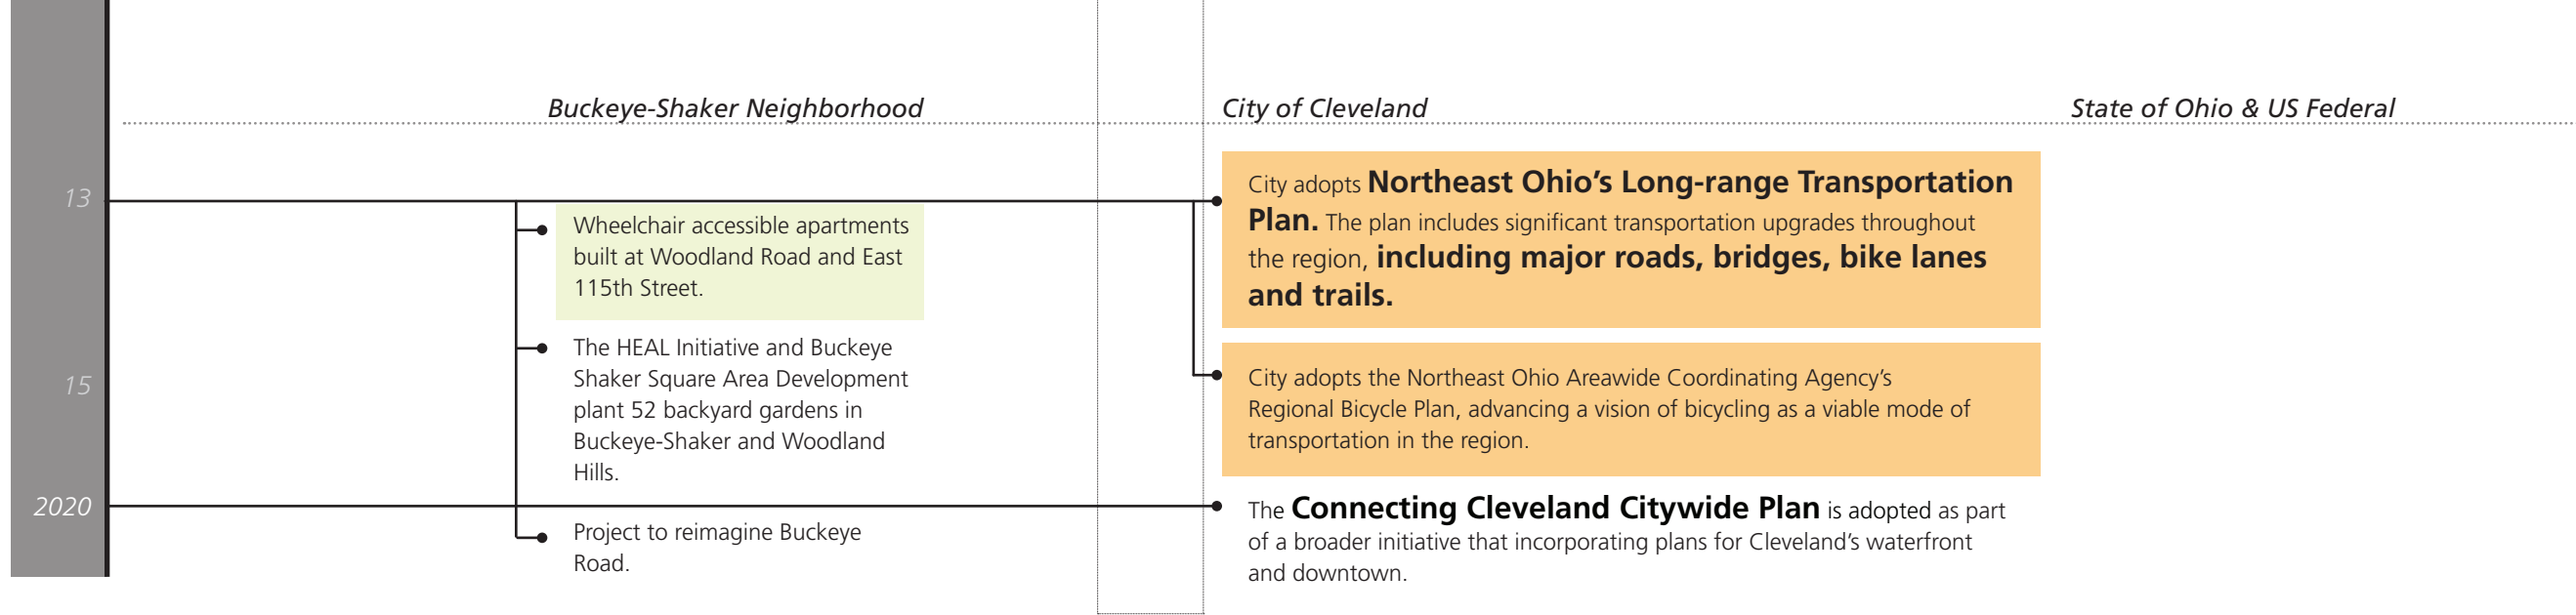 Buckeye-Shaker Neighborhood
City of Cleveland
State of Ohio & US Federal
13
Wheelchair accessible apartments
built at Woodland Road and East
115th Street.
The HEAL Initiative and Buckeye
Shaker Square Area Development
plant 52 backyard gardens in
Buckeye-Shaker and Woodland
Hills.
Project to reimagine Buckeye
Road.
City adopts Northeast Ohio’s Long-range Transportation
Plan. The plan includes significant transportation upgrades throughout
the region, including major roads, bridges, bike lanes
and trails.
15
City adopts the Northeast Ohio Areawide Coordinating Agency’s
Regional Bicycle Plan, advancing a vision of bicycling as a viable mode of
transportation in the region.
2020
The Connecting Cleveland Citywide Plan is adopted as part
of a broader initiative that incorporating plans for Cleveland’s waterfront
and downtown.